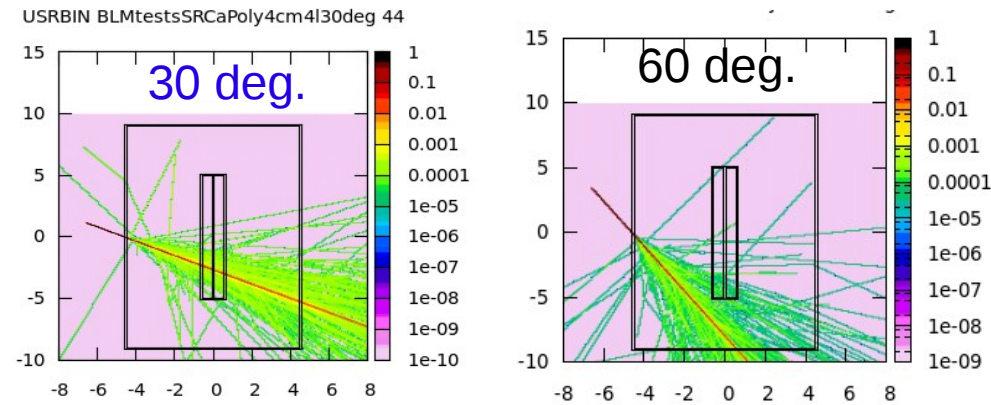 USRBIN BLMtestsSRCaPoly4cm4l30deg 44
30 deg.
15
10
5
0
-5
-10
-8 -6 -4 -2 0 2 4 6 8
1
0.1
0.01
0.001
0.0001
1e-05
1e-06
1e-07
1e-08
1e-09
1e-10
60 deg.
15
10
5
0
-5
-10
-8 -6 -4 -2 0 2 4 6 8
1
0.1
0.01
0.001
0.0001
1e-05
1e-06
1e-07
1e-08
1e-09